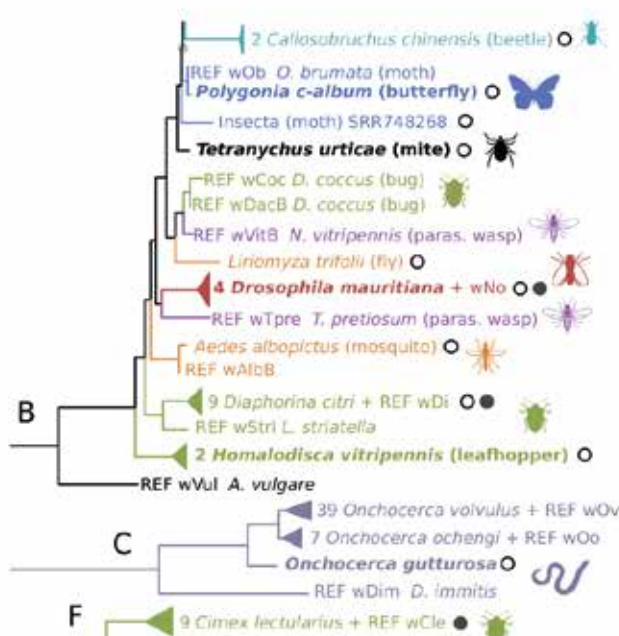 2 Callosobruchus chinensis (beetle)
REF wOb O. brumata (moth)
Polygonia c-album (butterfly)
Insecta (moth) SRR748268
Tetranychus urticae (mite)
REF wCoc D. coccus (bug)
REF wDacB D. coccus (bug)
REF wVitB N. vitripennis (paras. wasp)
Liriomyza trifolii (fly)
4 Drosophila mauritiana + wNo
REF wTpre T. pretiosum (paras. wasp)
Aedes albopictus (mosquito)
REF wAlbB
B
9 Diaphorina citri + REF wDi
REF wStri L. striatella
2 Homalodisca vitripennis (leafhopper)
REF wVul A. vulgare
C
39 Onchocerca volvulus + REF wOv
7 Onchocerca ochengi + REF wOo
Onchocerca gutturosa
REF wDim D. immitis
F
9 Cimex lectularius + REF wCle